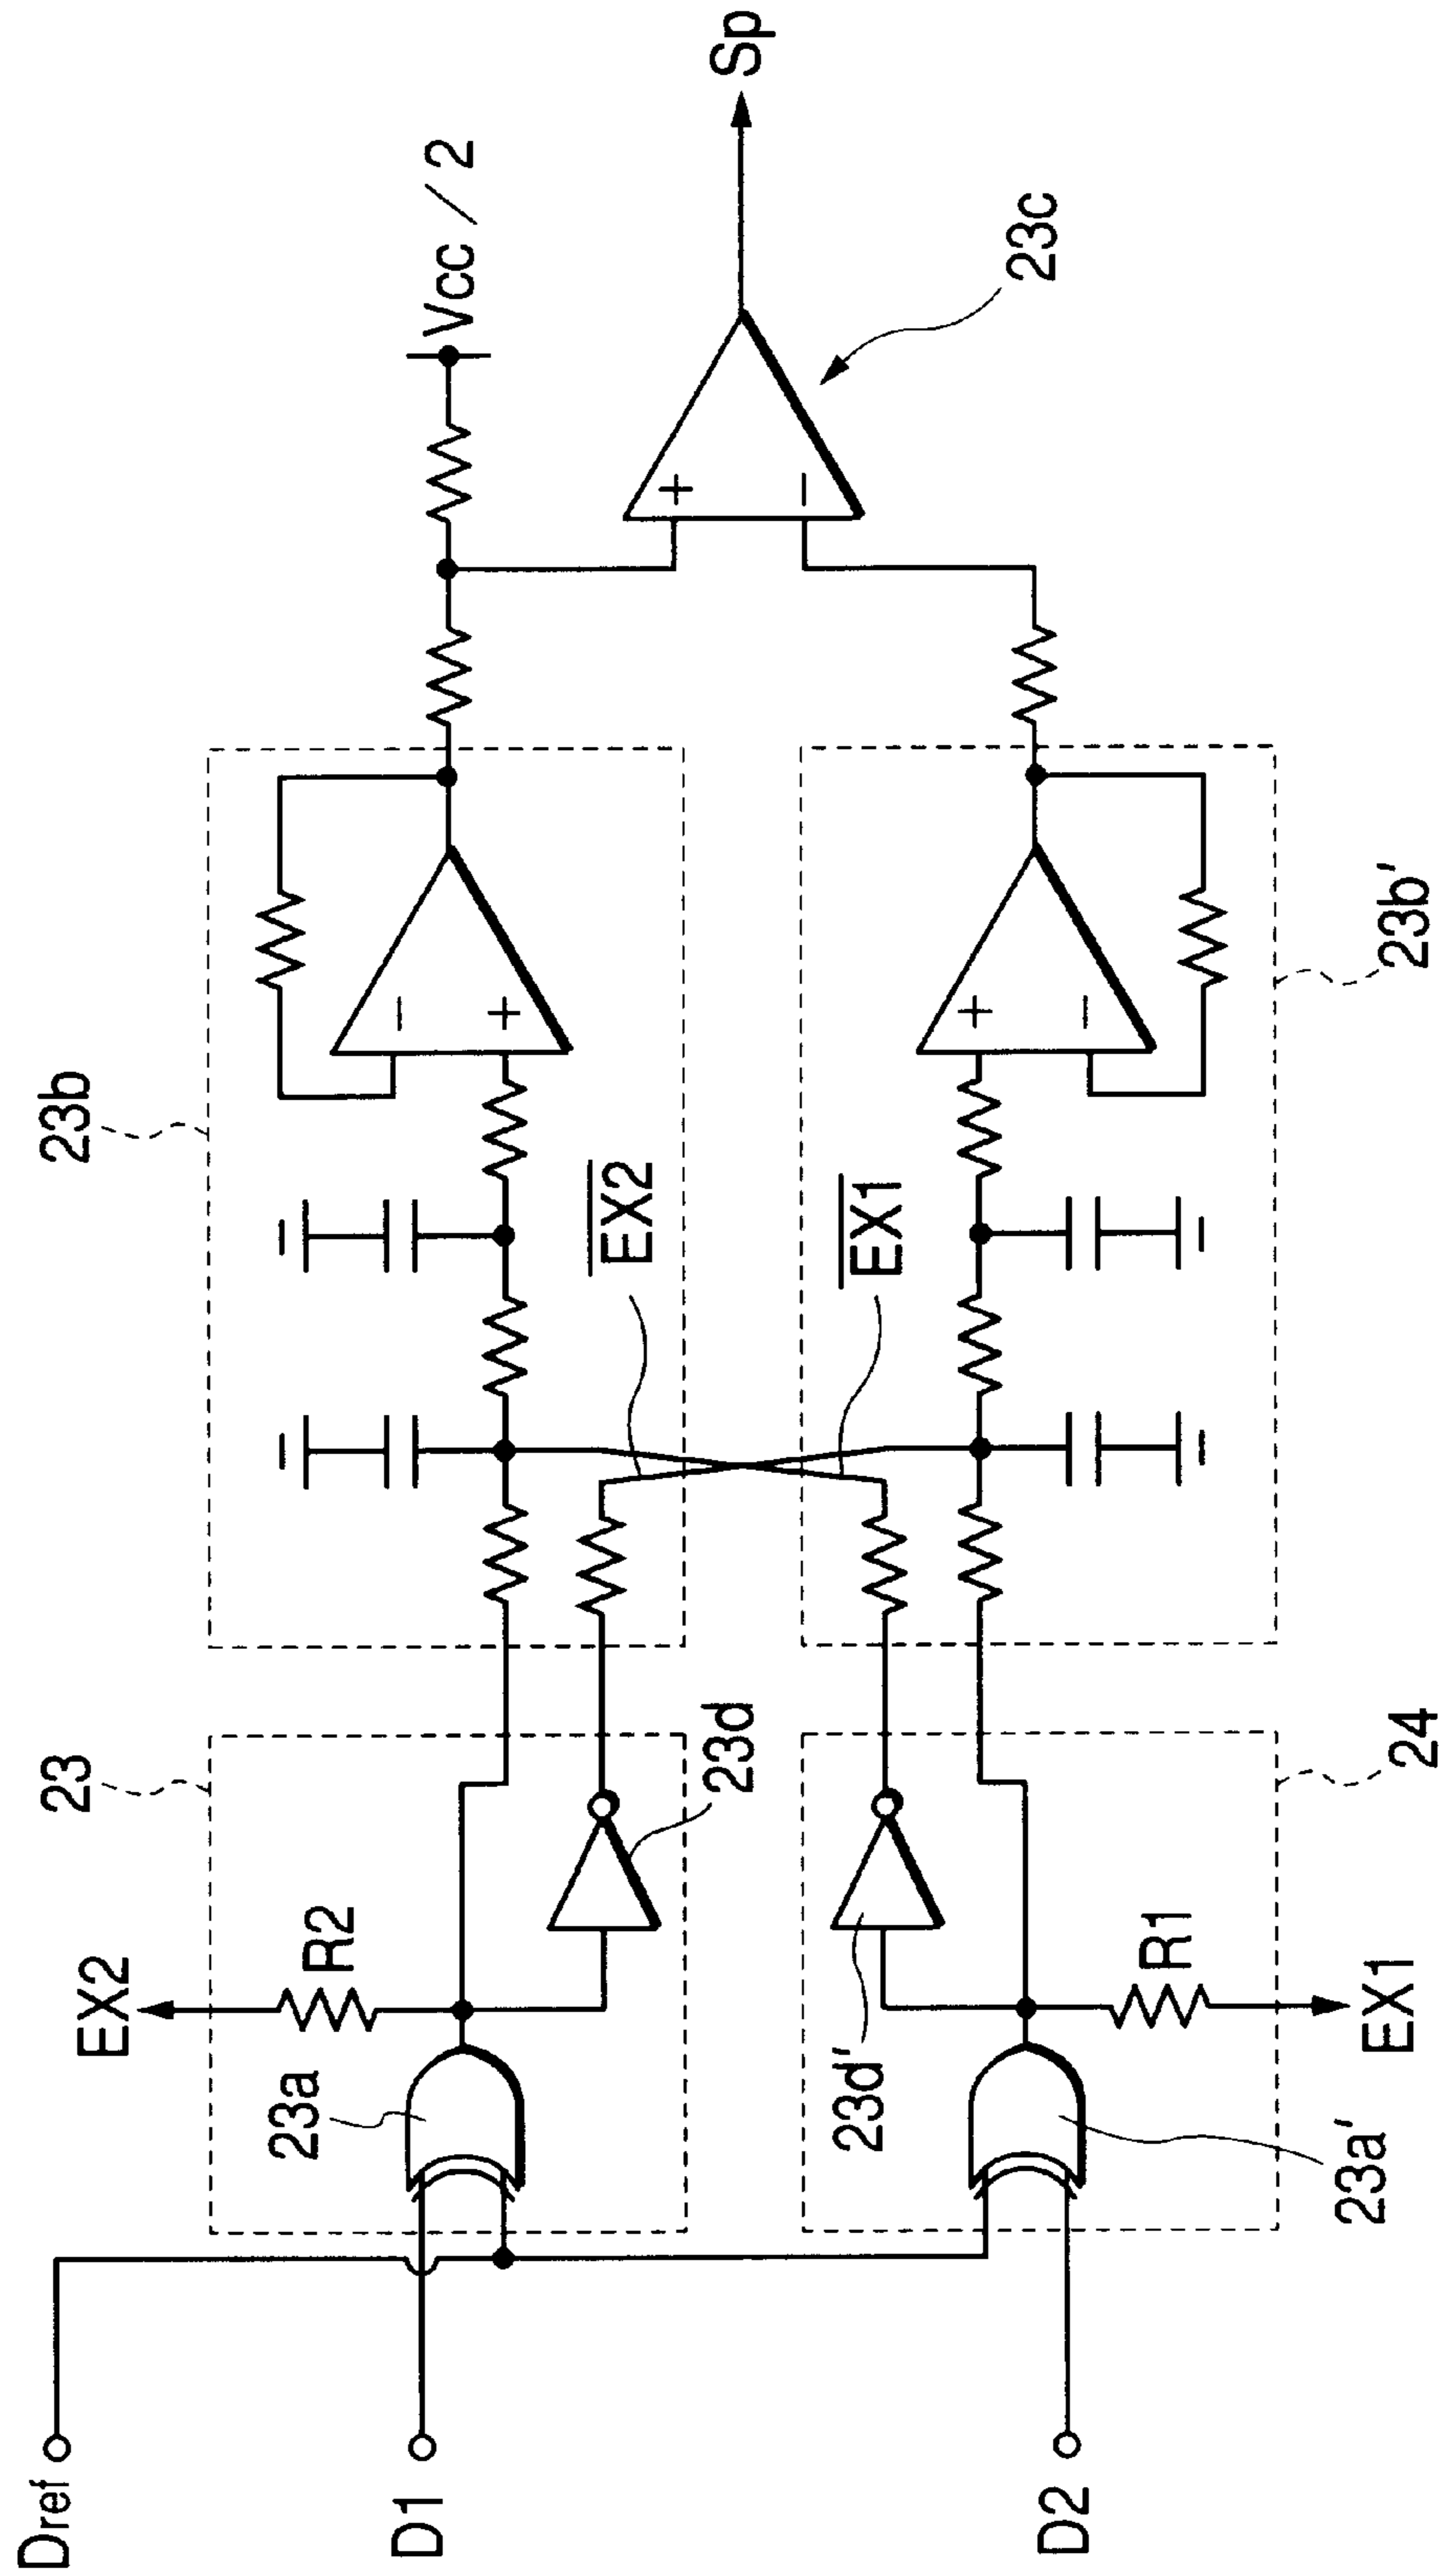 Dref
D1
D2
23
EX2
R2
23a
23d
24
EX1
R1
23a′
23d′
23b
EX2
23b′
EX1
+
−
+
−
+
−
Vcc / 2
23c
Sp